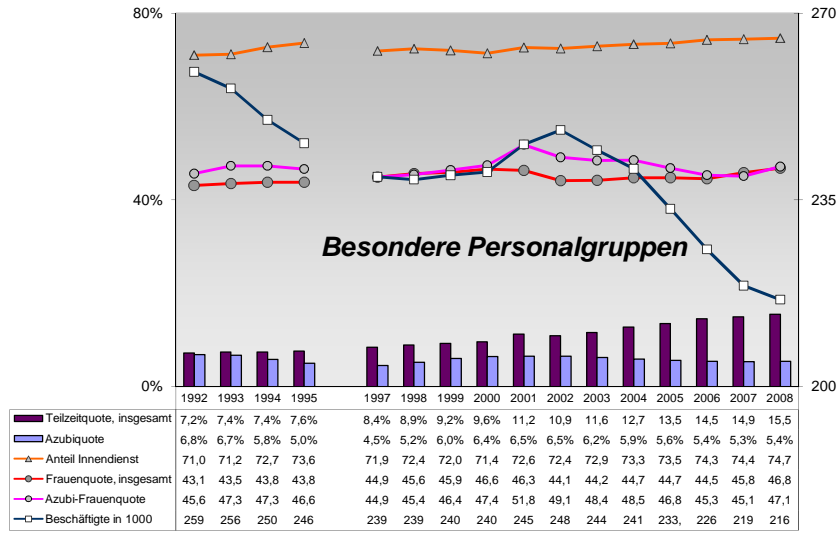 80%
270
40%
235
Besondere Personalgruppen
0%
200
1992 1993 1994 1995 1997 1998 1999 2000 2001 2002 2003 2004 2005 2006 2007 2008
Teilzeitquote, insgesamt 7,2% 7,4% 7,4% 7,6% 8,4% 8,9% 9,2% 9,6% 11,2 10,9 11,6 12,7 13,5 14,5 14,9 15,5
Azubiquote 6,8% 6,7% 5,8% 5,0% 4,5% 5,2% 6,0% 6,4% 6,5% 6,5% 6,2% 5,9% 5,6% 5,4% 5,3% 5,4%
Anteil Innendienst 71,0 71,2 72,7 73,6 71,9 72,4 72,0 71,4 72,6 72,4 72,9 73,3 73,5 74,3 74,4 74,7
Frauenquote, insgesamt 43,1 43,5 43,8 43,8 44,9 45,6 45,9 46,6 46,3 44,1 44,2 44,7 44,7 44,5 45,8 46,8
Azubi-Frauenquote 45,6 47,3 47,3 46,6 44,9 45,4 46,4 47,4 51,8 49,1 48,4 48,5 46,8 45,3 45,1 47,1
Beschäftigte in 1000 259 256 250 246 239 239 240 240 245 248 244 241 233, 226 219 216